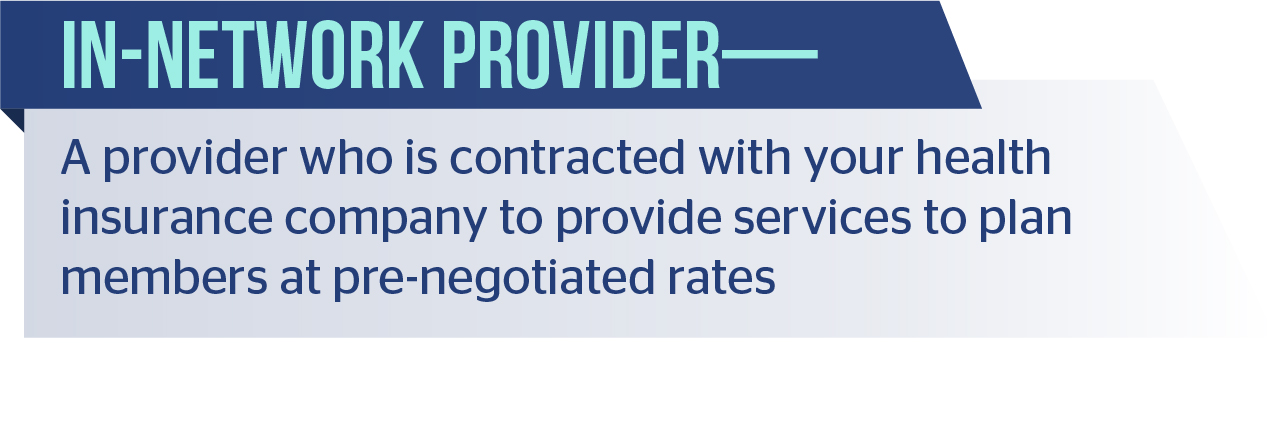 IN-NETWORK PROVIDER—
A provider who is contracted with your health
insurance company to provide services to plan
members at pre-negotiated rates